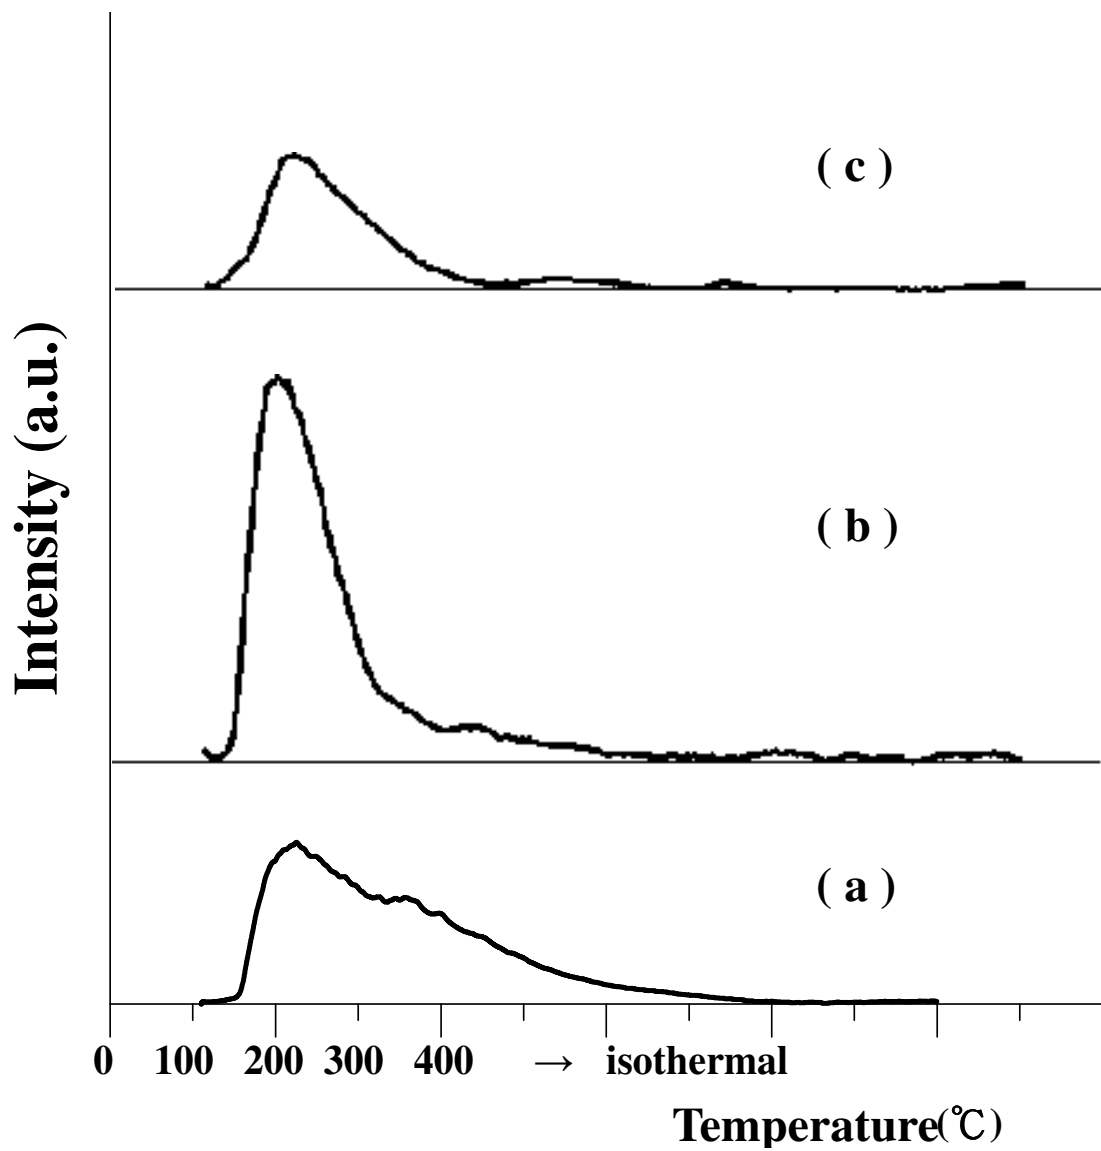 ( c )
Intensity (a.u.)
( b )
( a )
0 100 200 300 400 → isothermal
Temperature(℃)